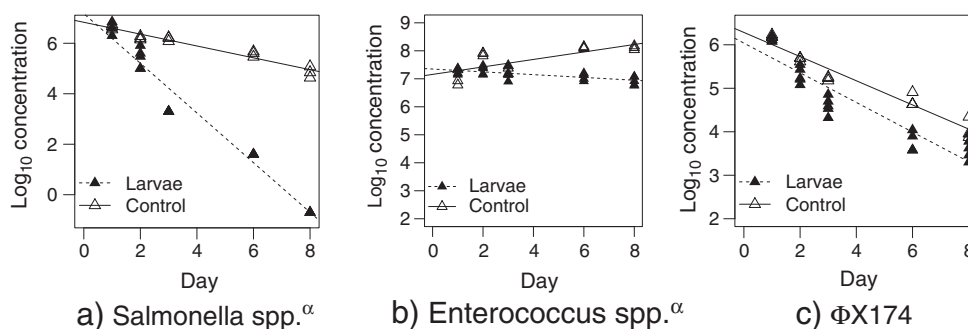 Log10 concentration
6
4
2
0
Larvae
Control
0 2 4 6 8
Day
a) Salmonella spp.α
Log10 concentration
9
8
7
6
5
4
3
2
Larvae
Control
0 2 4 6 8
Day
b) Enterococcus spp.α
Log10 concentration
6
5
4
3
2
Larvae
Control
0 2 4 6 8
Day
c) ΦX174